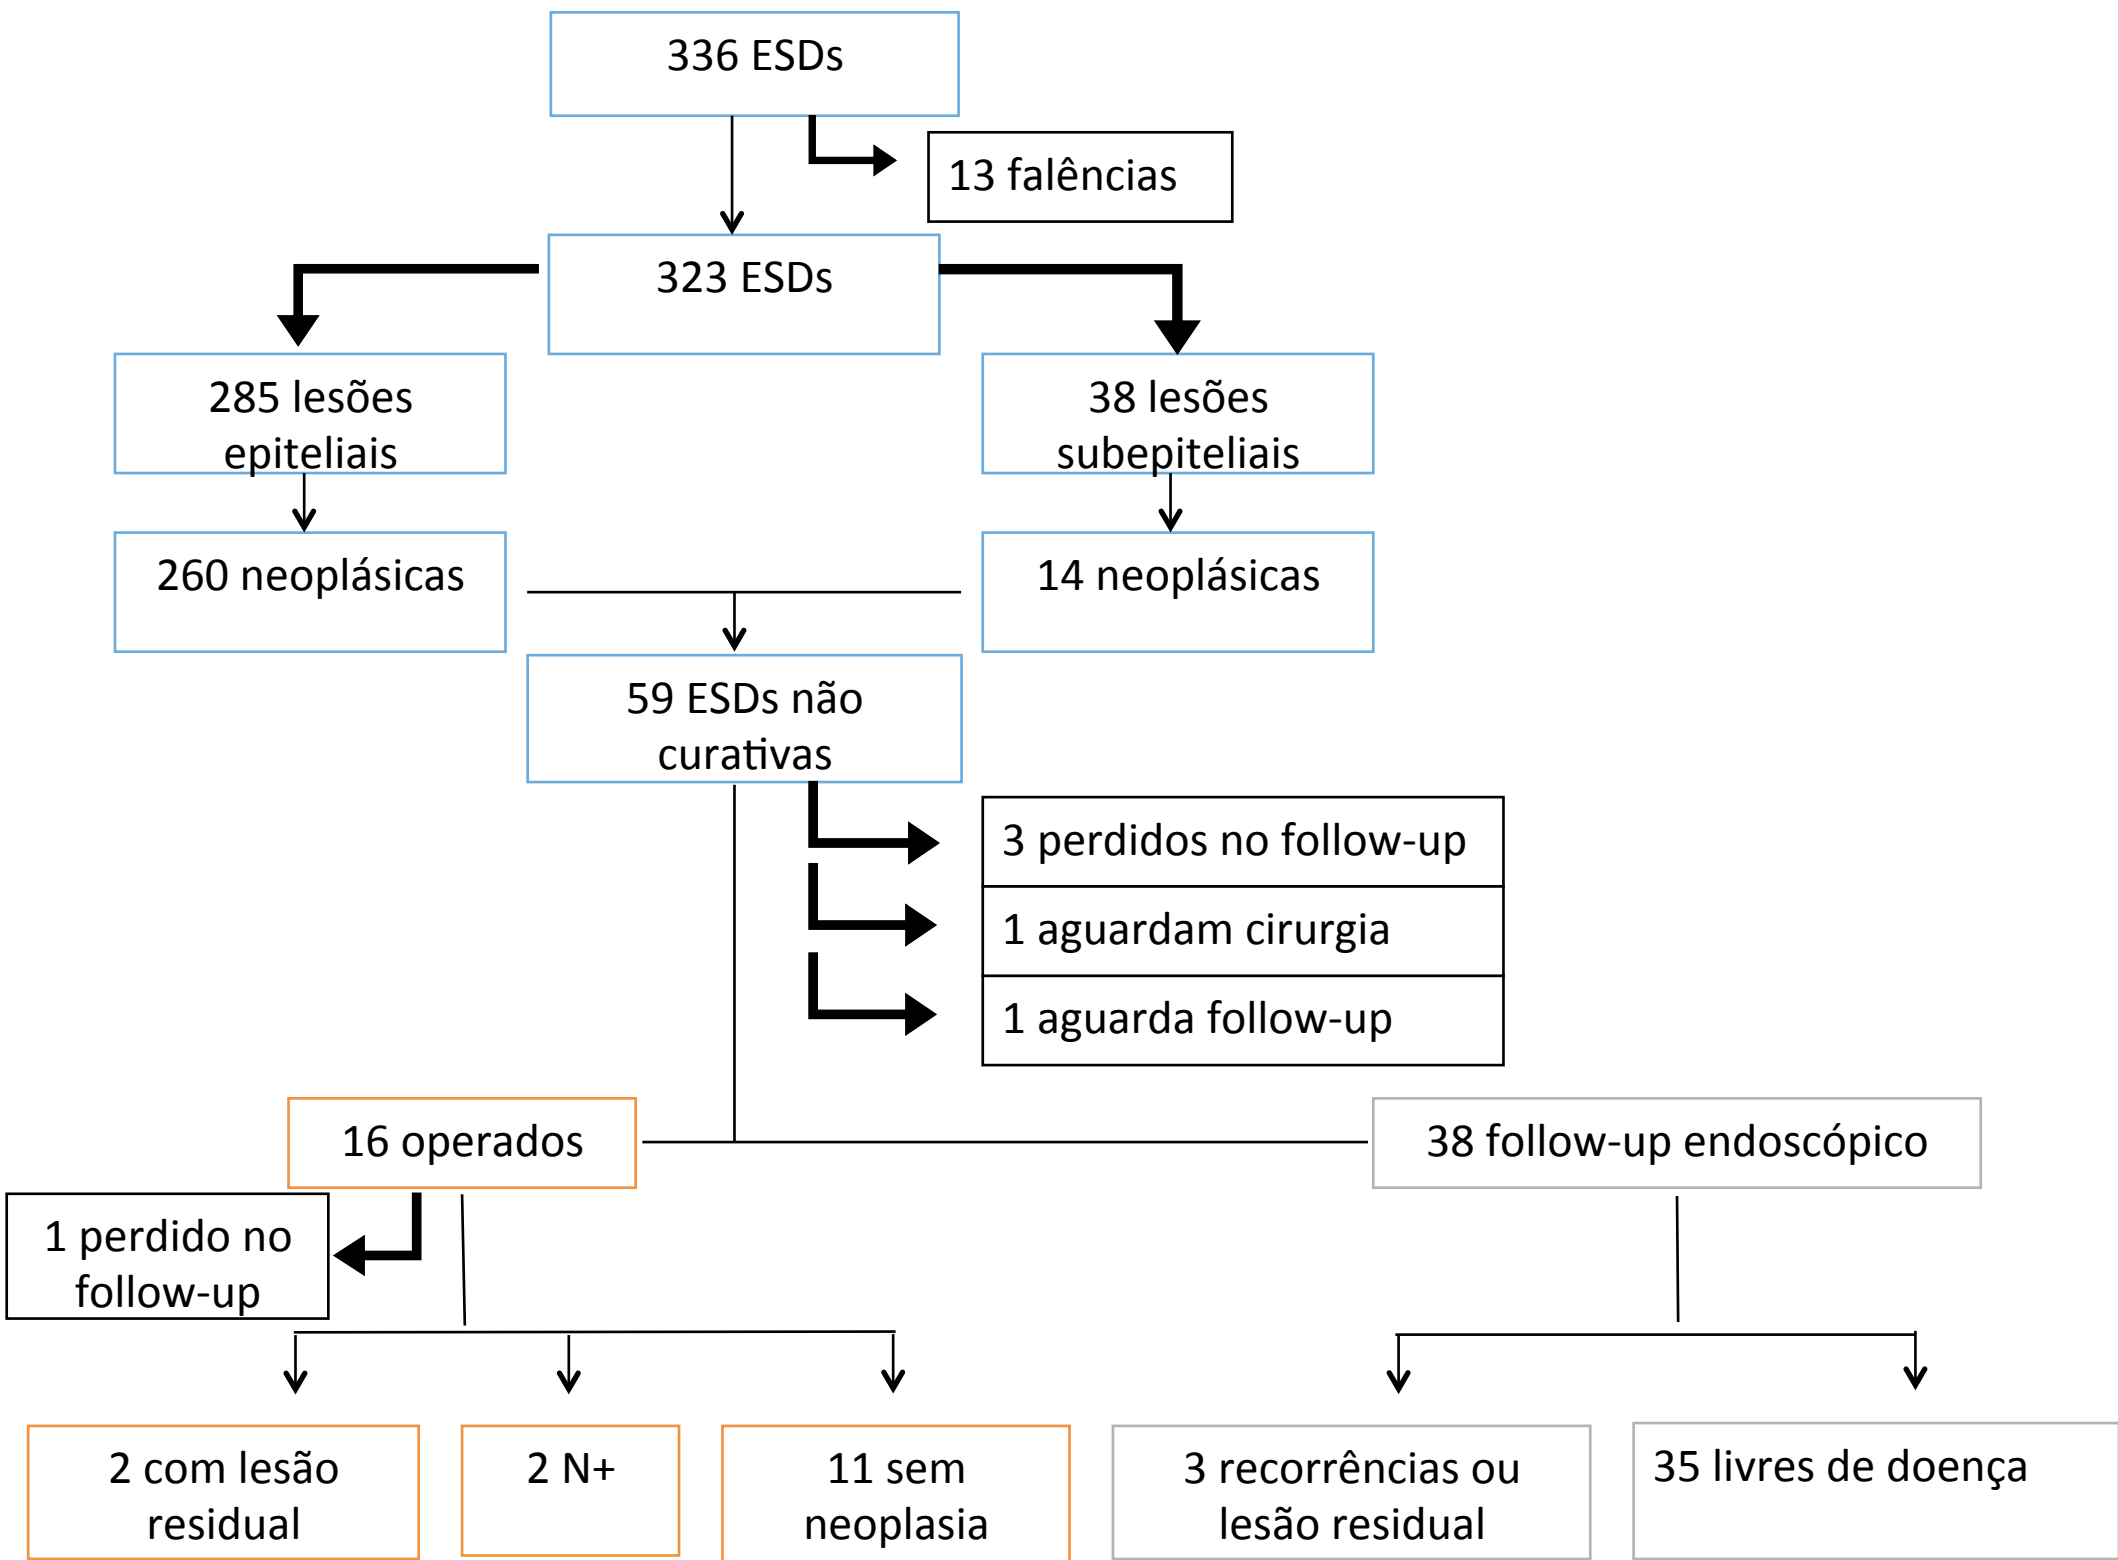 336 ESDs
13 falências
323 ESDs
285 lesões
epiteliais
38 lesões
subepiteliais
260 neoplásicas
14 neoplásicas
59 ESDs não
curativas
3 perdidos no follow-up
1 aguardam cirurgia
1 aguarda follow-up
16 operados
38 follow-up endoscópico
1 perdido no
follow-up
2 com lesão
residual
2 N+
11 sem
neoplasia
3 recorrências ou
lesão residual
35 livres de doença